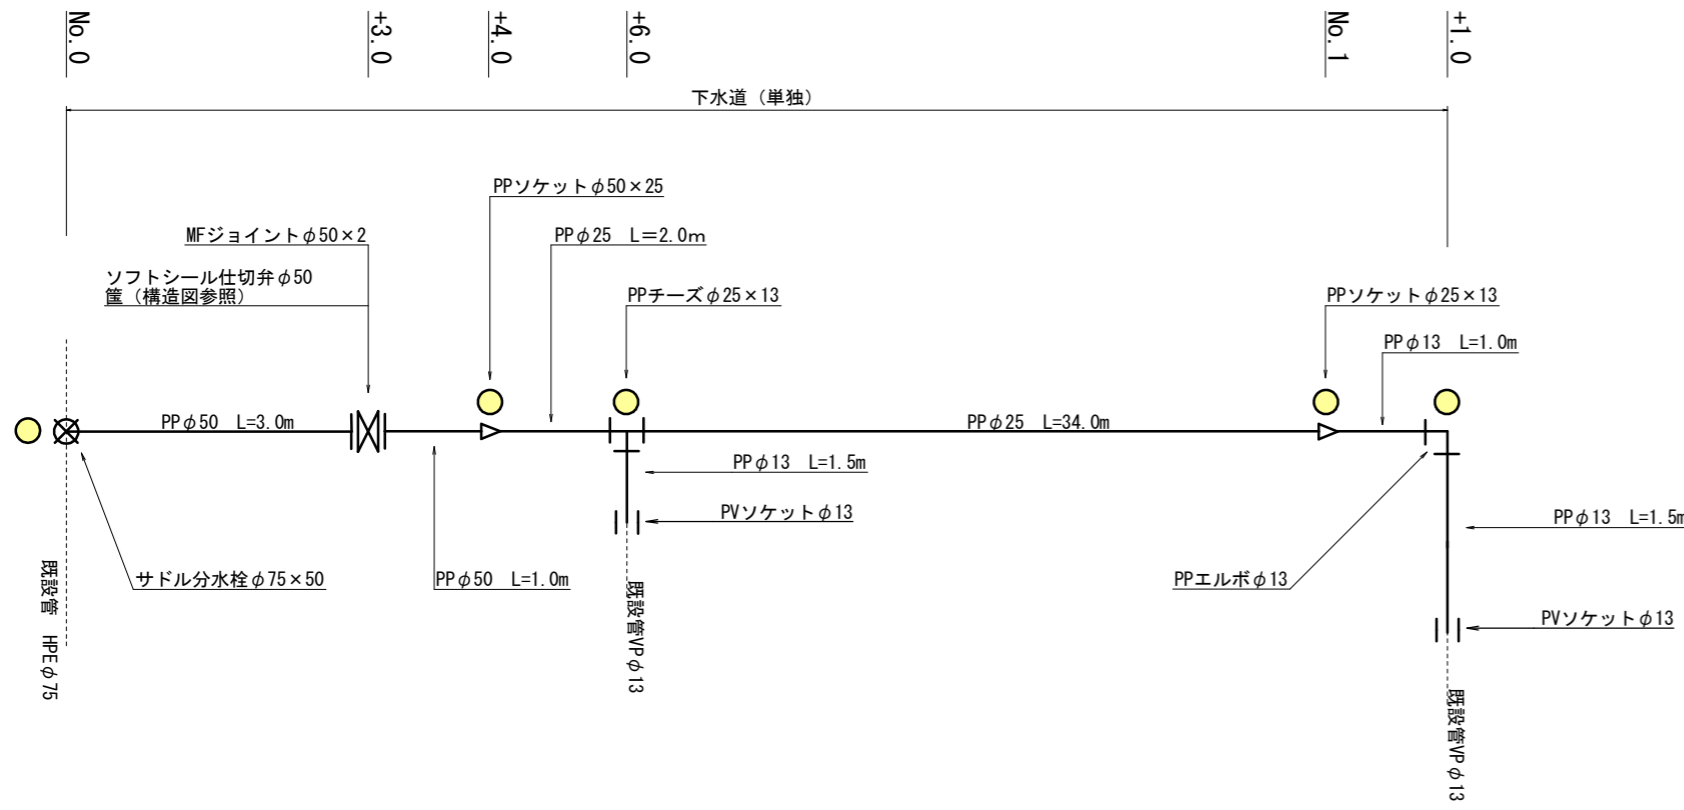 No.0
+3.0
+4.0
+6.0
No.1
+1.0
下水道（単独）
PPソケットφ50×25
MFジョイントφ50×2
PPφ25 L＝2.0m
ソフトシール仕切弁φ50
筐（構造図参照）
PPチーズφ25×13
PPソケットφ25×13
PPφ13 L=1.0m
PPφ50 L=3.0m
PPφ25 L=34.0m
PPφ13 L=1.5m
PVソケットφ13
PPφ13 L=1.5m
サドル分水栓φ75×50
PPφ50 L=1.0m
PPエルボφ13
PVソケットφ13
既設管 HPEφ75
既設管VPφ13
既設管VPφ13